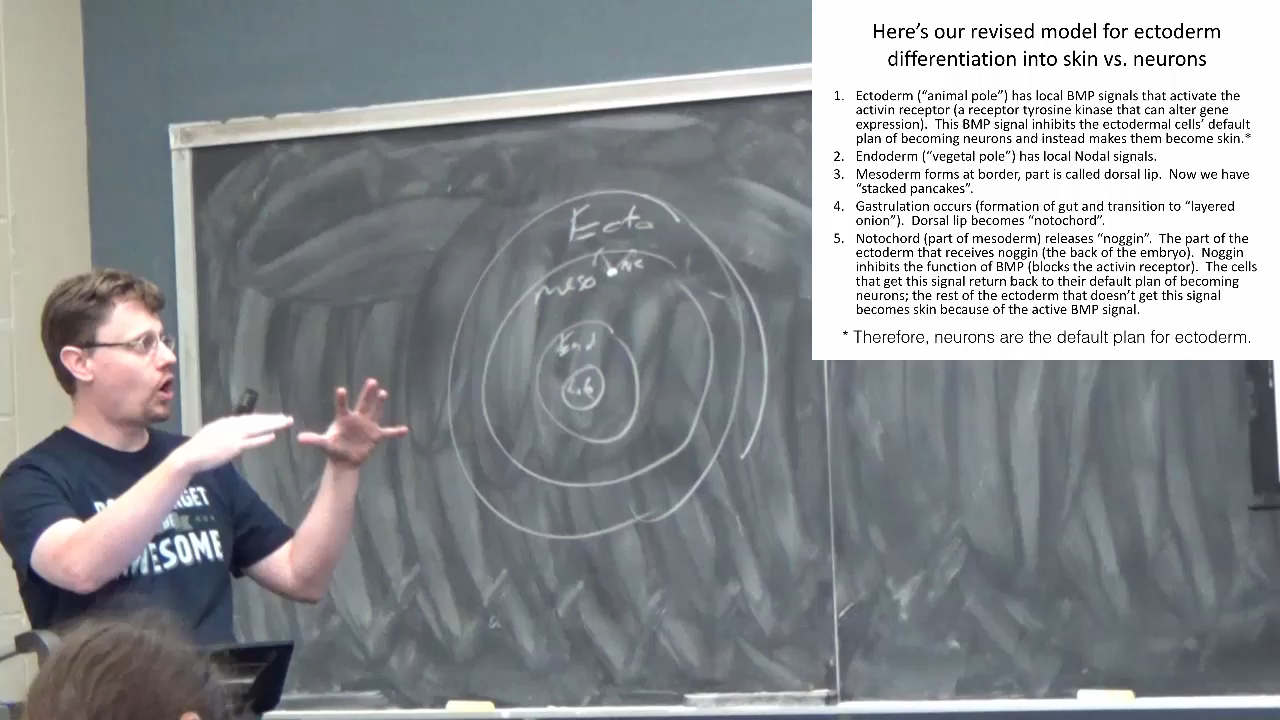 Here's our revised model for ectoderm
differentiation into skin vs. neurons
1. Ectoderm ("animal pole") has local BMP signals that activate the
activin receptor (a receptor tyrosine kinase that can alter gene
expression). This BMP signal inhibits the ectodermal cells' default
plan of becoming neurons and instead makes them become skin.*
2. Endoderm ("vegetal pole") has local Nodal signals.
3. Mesoderm forms at border, part is called dorsal lip. Now we have
"stacked pancakes".
4. Gastrulation occurs (formation of gut and transition to "layered
onion"). Dorsal lip becomes "notochord".
5. Notochord (part of mesoderm) releases "noggin". The part of the
ectoderm that receives noggin (the back of the embryo). Noggin
inhibits the function of BMP (blocks the activin receptor). The cells
that get this signal return back to their default plan of becoming
neurons; the rest of the ectoderm that doesn't get this signal
becomes skin because of the active BMP signal.
* Therefore, neurons are the default plan for ectoderm.
Ecto
meso
End